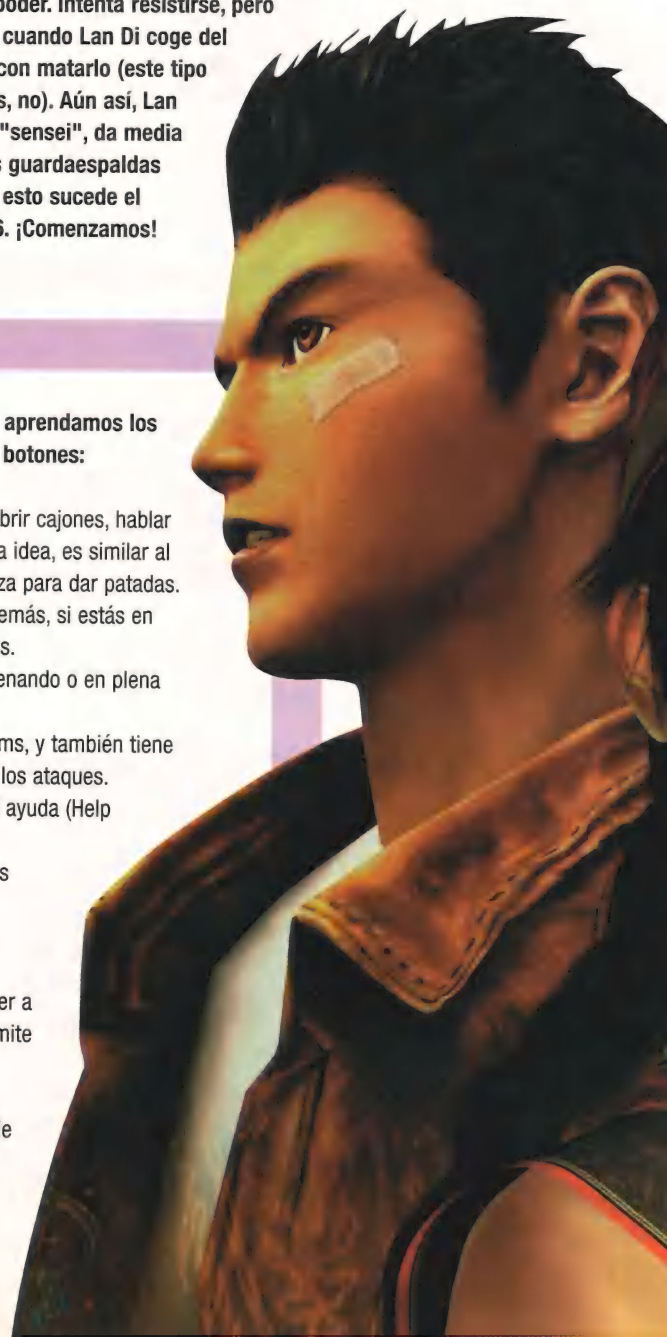 poder. Intenta resistirse, pero
cuando Lan Di coge del
con matarlo (este tipo
s, no). Aún así, Lan
"sensei", da media
s guardaespaldas
esto sucede el
6. ¡Comenzamos!
aprendamos los
botones:
brir cajones, hablar
a idea, es similar al
za para dar patadas.
emás, si estás en
s.
enando o en plena
ms, y también tiene
los ataques.
ayuda (Help
s
er a
mite
e